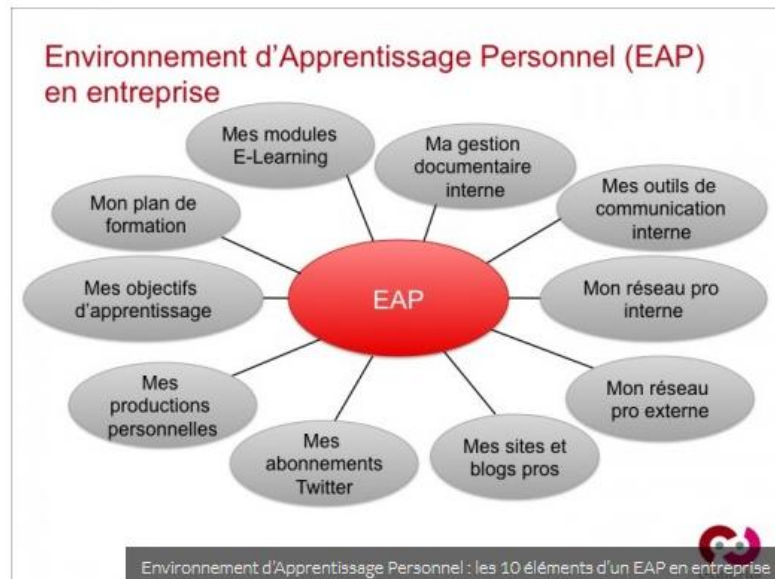 Environnement d'Apprentissage Personnel (EAP)
en entreprise
Mes modules
E-Learning
Ma gestion
documentaire
interne
Mes outils de
communication
interne
Mon plan de
formation
Mes objectifs
d'apprentissage
EAP
Mon réseau pro
interne
Mes
productions
personnelles
Mon réseau
pro externe
Mes
abonnements
Twitter
Mes sites et
blogs pros
Environnement d'Apprentissage Personnel : les 10 éléments d'un EAP en entreprise